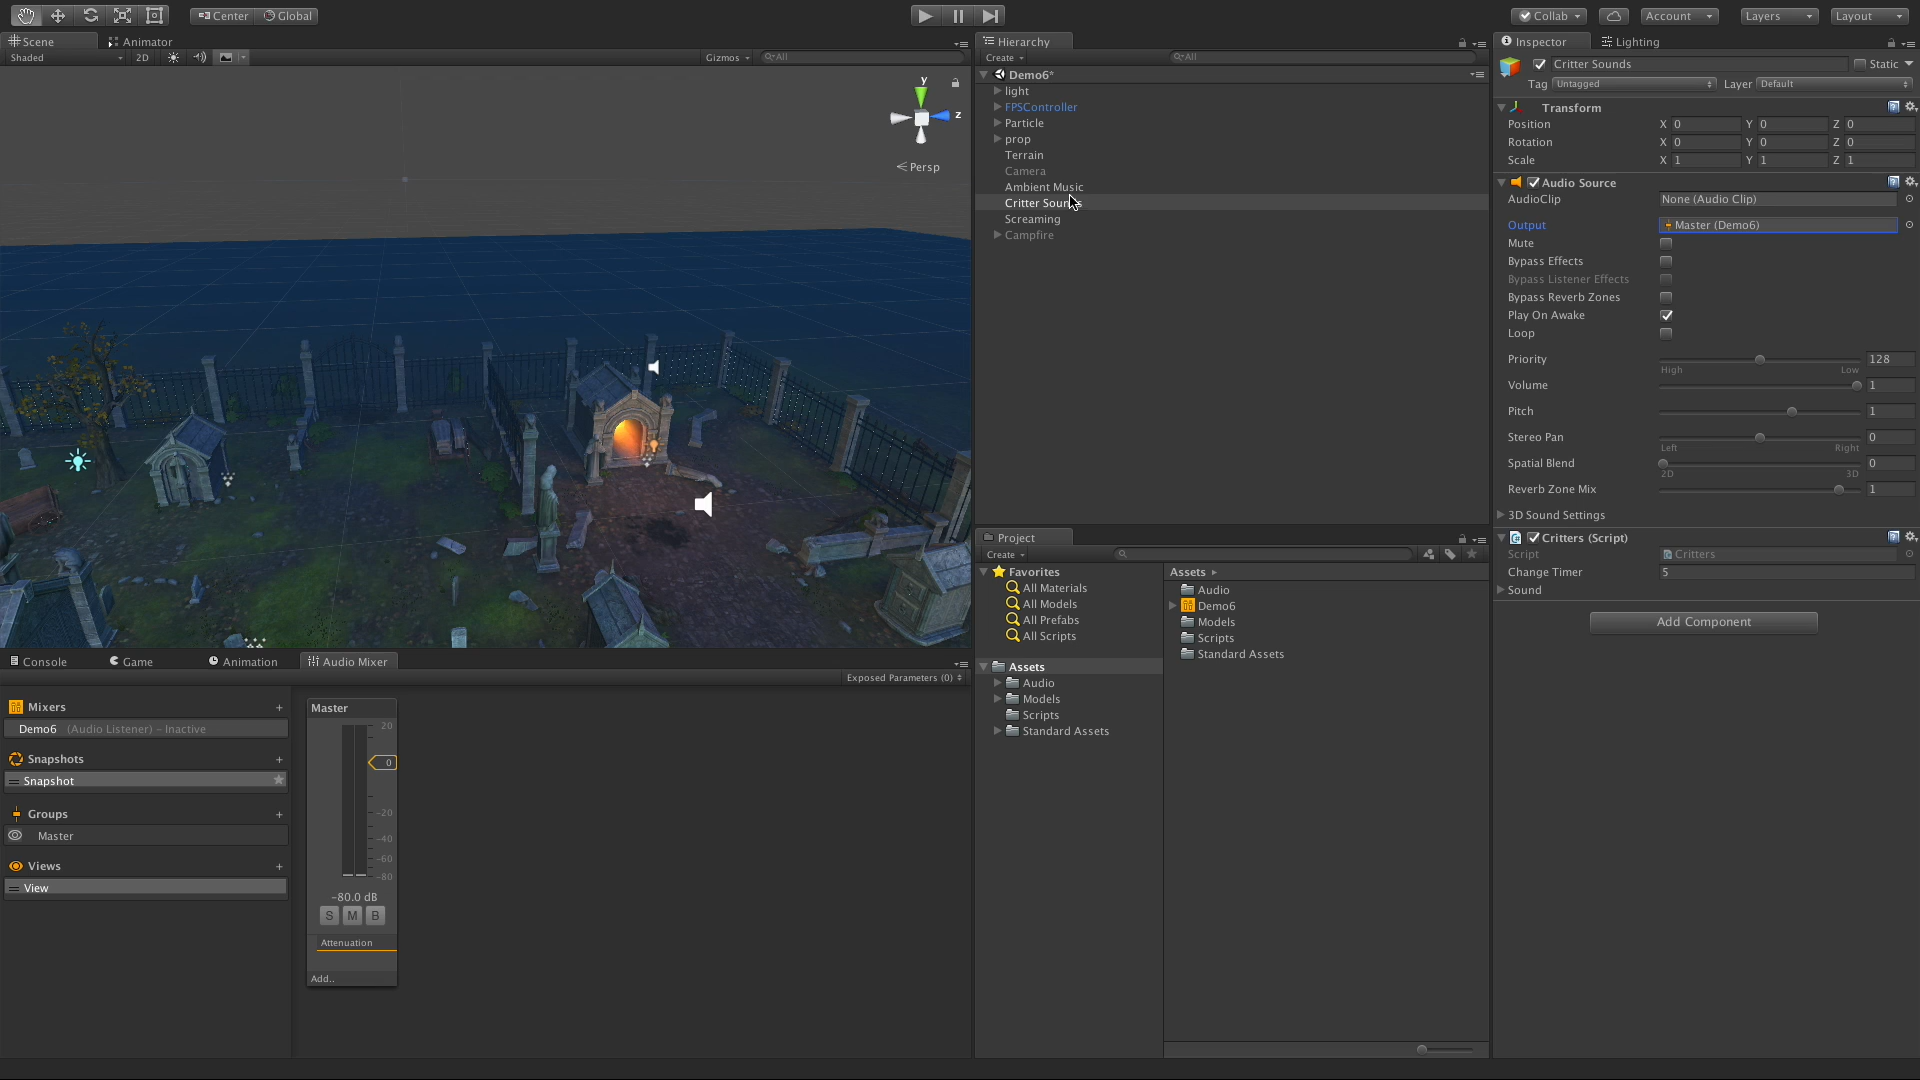 Center Global
Collab Account Layers Layout
Scene Animator
Shaded 2D Gizmos All
y
z
Persp
Hierarchy
Create All
Demo6*
light
FPSController
Particle
prop
Terrain
Camera
Ambient Music
Critter Sounds
Screaming
Campfire
Inspector Lighting
Critter Sounds Static
Tag Untagged Layer Default
Transform
Position X 0 Y 0 Z 0
Rotation X 0 Y 0 Z 0
Scale X 1 Y 1 Z 1
Audio Source
AudioClip None (Audio Clip)
Output Master (Demo6)
Mute
Bypass Effects
Bypass Listener Effects
Bypass Reverb Zones
Play On Awake
Loop
Priority 128
High Low
Volume 1
Pitch 1
Stereo Pan 0
Left Right
Spatial Blend 0
2D 3D
Reverb Zone Mix 1
3D Sound Settings
Critters (Script)
Script Critters
Change Timer 5
Sound
Add Component
Project
Create
Favorites
All Materials
All Models
All Prefabs
All Scripts
Assets
Audio
Models
Scripts
Standard Assets
Assets
Audio
Demo6
Models
Scripts
Standard Assets
Console Game Animation Audio Mixer
Exposed Parameters (0)
Mixers +
Demo6 (Audio Listener) – Inactive
Snapshots +
Snapshot
Groups +
Master
Views +
View
Master
20
0
-20
-40
-60
-80
-80.0 dB
S M B
Attenuation
Add..